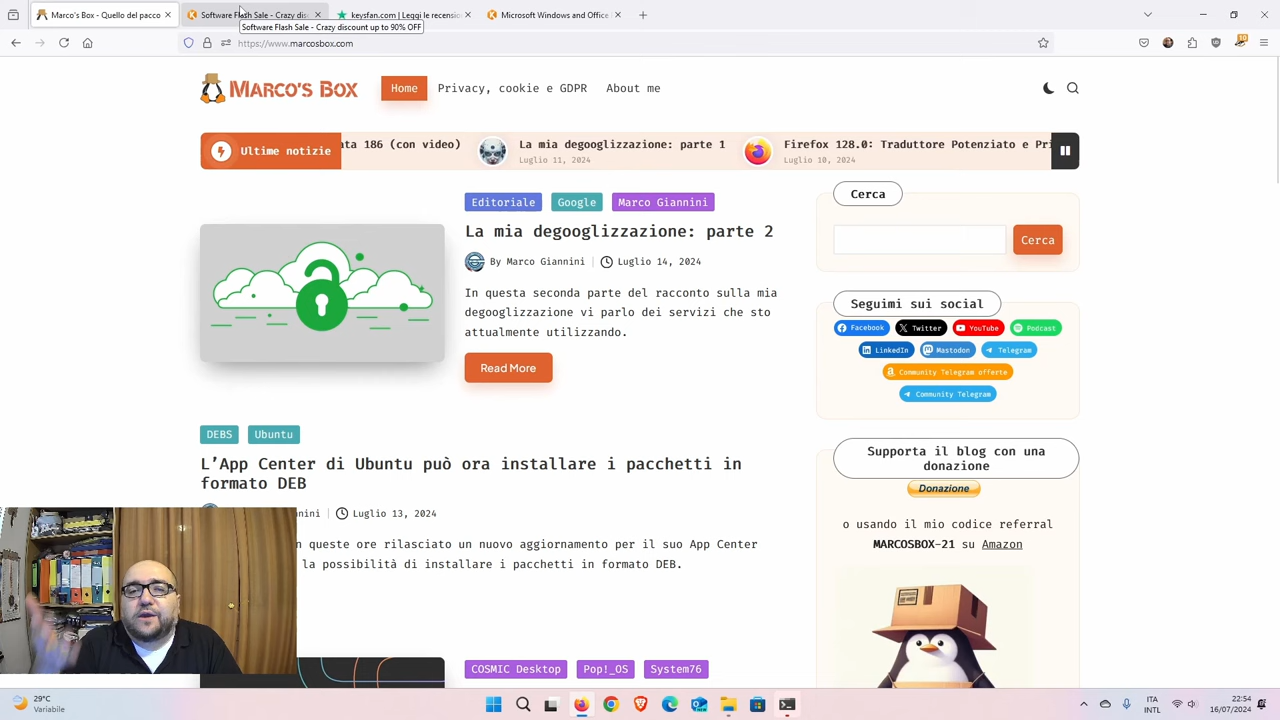 Marco's Box - Quello del pacco
Software Flash Sale - Crazy dis
keysfan.com | Leggi le recension
Microsoft Windows and Office
Software Flash Sale - Crazy discount up to 90% OFF
https://www.marcosbox.com
10
MARCO'S BOX
Home
Privacy, cookie e GDPR
About me
Ultime notizie
ata 186 (con video)
La mia degooglizzazione: parte 1
Luglio 11, 2024
Firefox 128.0: Traduttore Potenziato e Pri
Luglio 10, 2024
Editoriale
Google
Marco Giannini
La mia degooglizzazione: parte 2
By Marco Giannini
Luglio 14, 2024
In questa seconda parte del racconto sulla mia
degooglizzazione vi parlo dei servizi che sto
attualmente utilizzando.
Read More
DEBS
Ubuntu
L'App Center di Ubuntu può ora installare i pacchetti in
formato DEB
nnini
Luglio 13, 2024
n queste ore rilasciato un nuovo aggiornamento per il suo App Center
la possibilità di installare i pacchetti in formato DEB.
COSMIC Desktop
Pop!_OS
System76
Cerca
Cerca
Seguimi sui social
Facebook
Twitter
YouTube
Podcast
LinkedIn
Mastodon
Telegram
Community Telegram offerte
Community Telegram
Supporta il blog con una
donazione
Donazione
o usando il mio codice referral
MARCOSBOX-21 su Amazon
29°C
Variabile
ITA
INTL
22:54
16/07/2024